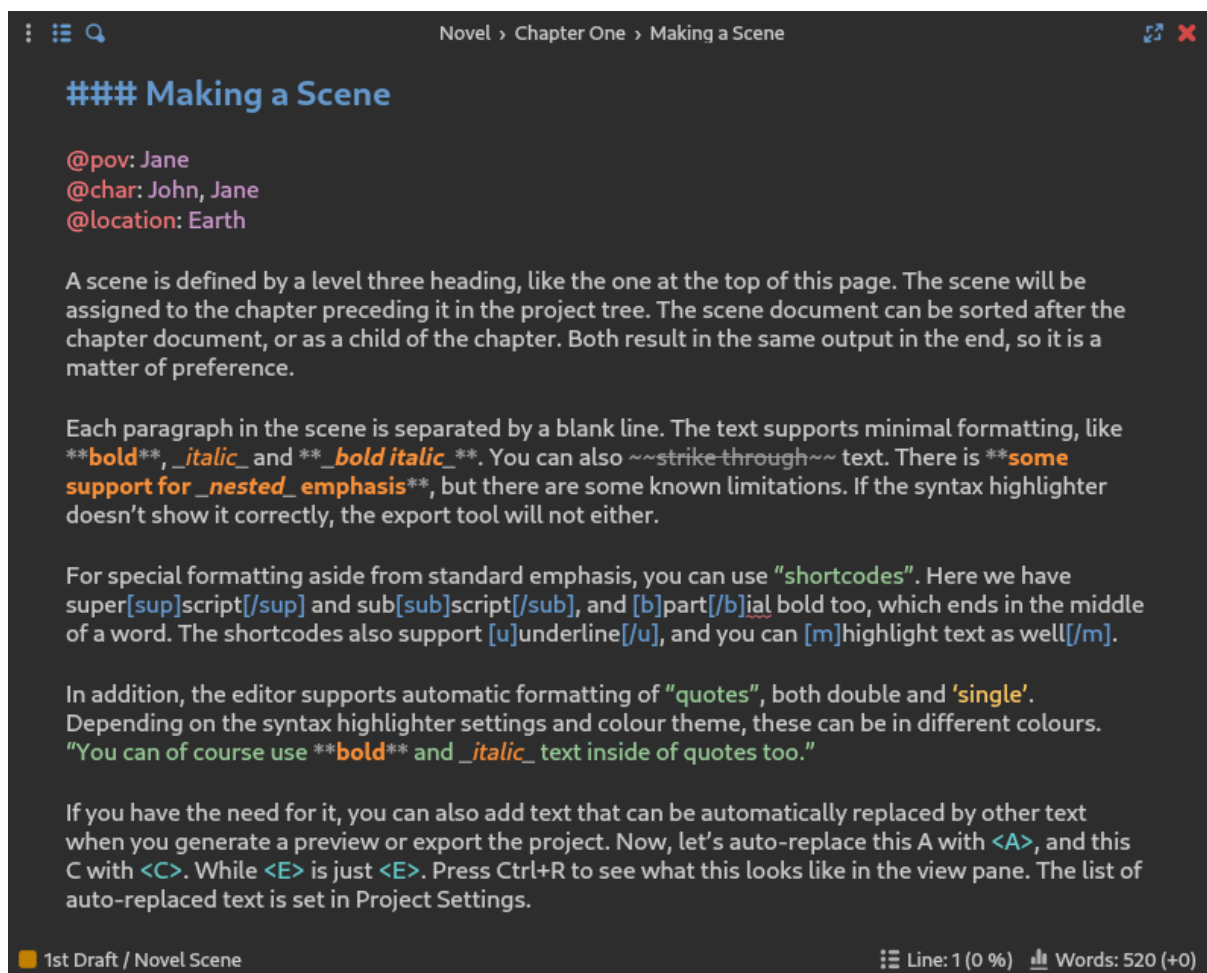 Novel › Chapter One › Making a Scene
### Making a Scene
@pov: Jane
@char: John, Jane
@location: Earth
A scene is defined by a level three heading, like the one at the top of this page. The scene will be
assigned to the chapter preceding it in the project tree. The scene document can be sorted after the
chapter document, or as a child of the chapter. Both result in the same output in the end, so it is a
matter of preference.
Each paragraph in the scene is separated by a blank line. The text supports minimal formatting, like
**bold**, _italic_ and **_bold italic_**. You can also ~~strike through~~ text. There is **some
support for _nested_ emphasis**, but there are some known limitations. If the syntax highlighter
doesn’t show it correctly, the export tool will not either.
For special formatting aside from standard emphasis, you can use “shortcodes”. Here we have
super[sup]script[/sup] and sub[sub]script[/sub], and [b]part[/b]ial bold too, which ends in the middle
of a word. The shortcodes also support [u]underline[/u], and you can [m]highlight text as well[/m].
In addition, the editor supports automatic formatting of “quotes”, both double and ‘single’.
Depending on the syntax highlighter settings and colour theme, these can be in different colours.
“You can of course use **bold** and _italic_ text inside of quotes too.”
If you have the need for it, you can also add text that can be automatically replaced by other text
when you generate a preview or export the project. Now, let’s auto-replace this A with <A>, and this
C with <C>. While <E> is just <E>. Press Ctrl+R to see what this looks like in the view pane. The list of
auto-replaced text is set in Project Settings.
1st Draft / Novel Scene
Line: 1 (0 %) Words: 520 (+0)